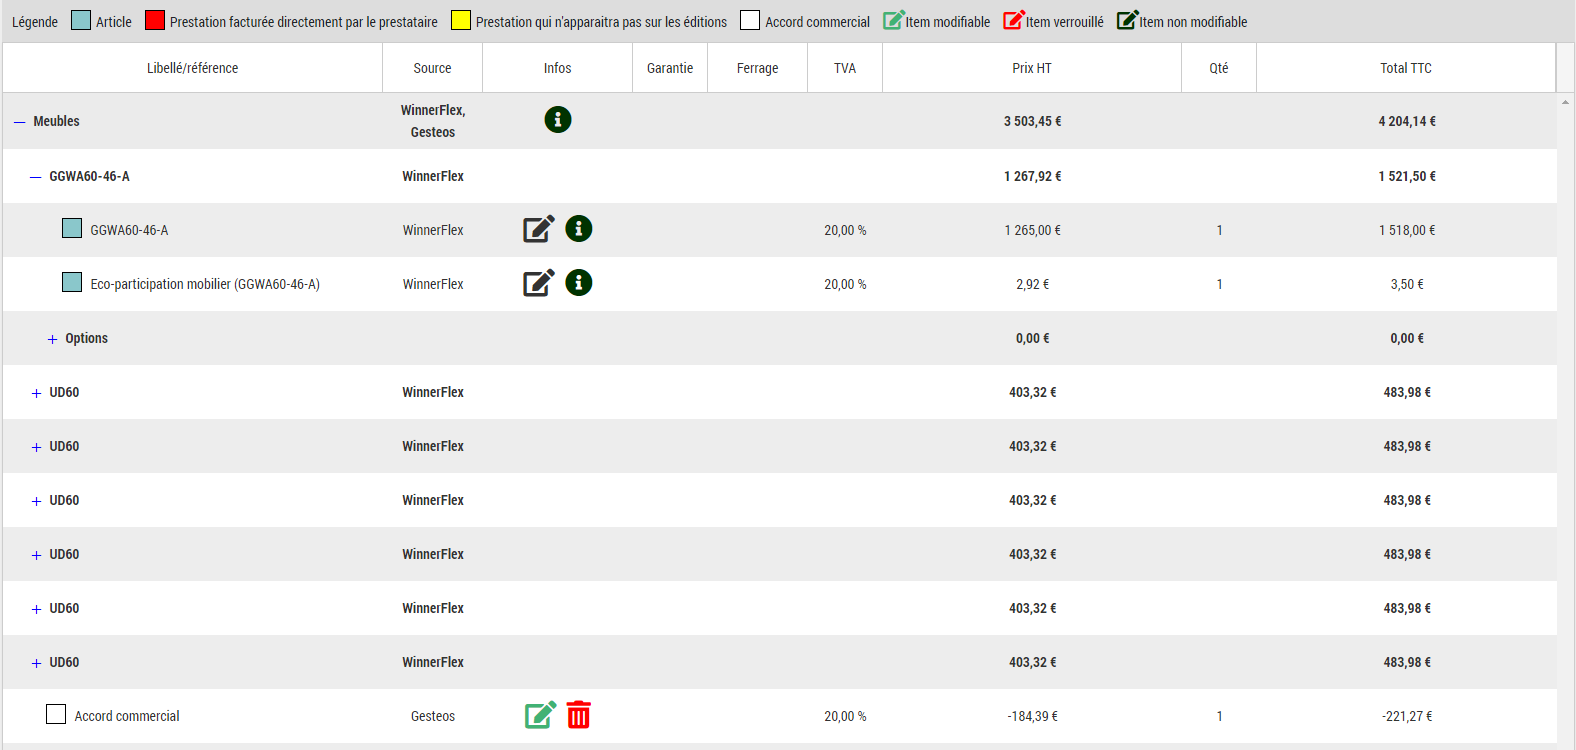 Légende Article Prestation facturée directement par le prestataire Prestation qui n'apparaitra pas sur les éditions Accord commercial Item modifiable Item verrouillé Item non modifiable
Libellé/référence Source Infos Garantie Ferrage TVA Prix HT Qté Total TTC
Meubles WinnerFlex, Gesteos 3 503,45 € 4 204,14 €
GGWA60-46-A WinnerFlex 1 267,92 € 1 521,50 €
GGWA60-46-A WinnerFlex 20,00 % 1 265,00 € 1 1 518,00 €
Eco-participation mobilier (GGWA60-46-A) WinnerFlex 20,00 % 2,92 € 1 3,50 €
Options 0,00 € 0,00 €
UD60 WinnerFlex 403,32 € 483,98 €
UD60 WinnerFlex 403,32 € 483,98 €
UD60 WinnerFlex 403,32 € 483,98 €
UD60 WinnerFlex 403,32 € 483,98 €
UD60 WinnerFlex 403,32 € 483,98 €
UD60 WinnerFlex 403,32 € 483,98 €
Accord commercial Gesteos 20,00 % -184,39 € 1 -221,27 €